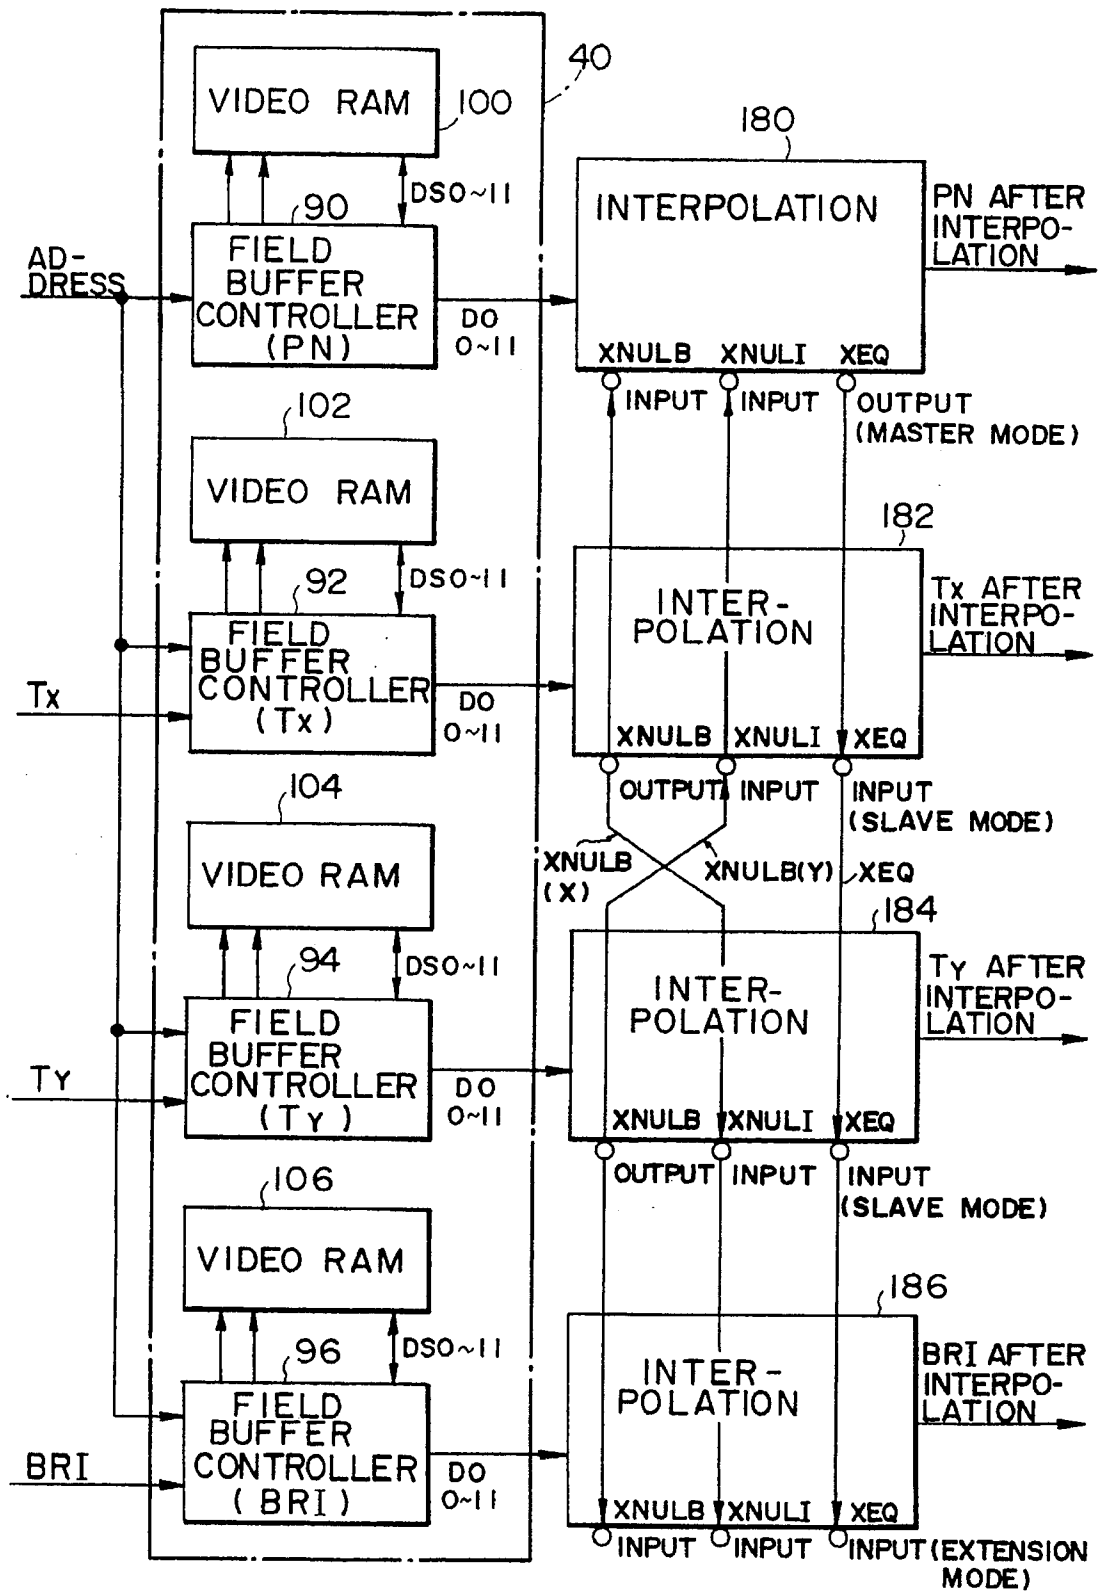 40
VIDEO RAM
100
DS0~11
90
AD-
DRESS
FIELD
BUFFER
CONTROLLER
(PN)
DO
0~11
180
INTERPOLATION
PN AFTER
INTERPO-
LATION
XNULB XNULI XEQ
INPUT INPUT OUTPUT
(MASTER MODE)
102
VIDEO RAM
DS0~11
92
FIELD
BUFFER
CONTROLLER
(Tx)
Tx
DO
0~11
182
INTER-
POLATION
Tx AFTER
INTERPO-
LATION
XNULB XNULI XEQ
OUTPUT INPUT INPUT
(SLAVE MODE)
XNULB
(X)
XNULB(Y)
XEQ
104
VIDEO RAM
DS0~11
94
FIELD
BUFFER
CONTROLLER
(TY)
TY
DO
0~11
184
INTER-
POLATION
TY AFTER
INTERPO-
LATION
XNULB XNULI XEQ
OUTPUT INPUT INPUT
(SLAVE MODE)
106
VIDEO RAM
DS0~11
96
FIELD
BUFFER
CONTROLLER
(BRI)
BRI
DO
0~11
186
INTER-
POLATION
BRI AFTER
INTERPO-
LATION
XNULB XNULI XEQ
INPUT INPUT INPUT (EXTENSION
MODE)